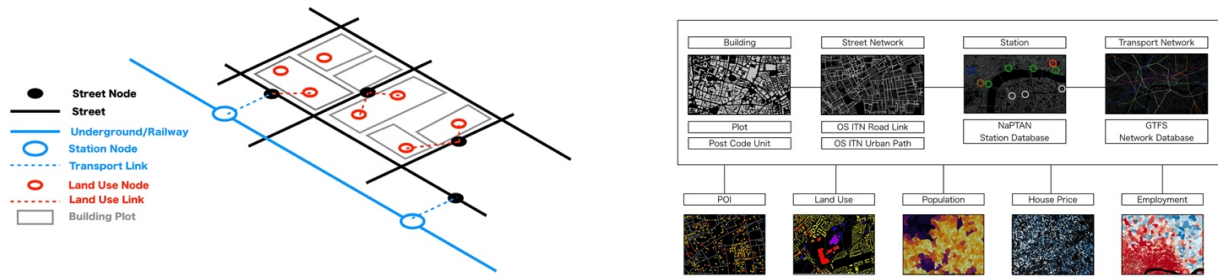 Street Node
Street
Underground/Railway
Station Node
Transport Link
Land Use Node
Land Use Link
Building Plot
Building
Street Network
Station
Transport Network
Plot
Post Code Unit
OS ITN Road Link
OS ITN Urban Path
NaPTAN
Station Database
GTFS
Network Database
POI
Land Use
Population
House Price
Employment